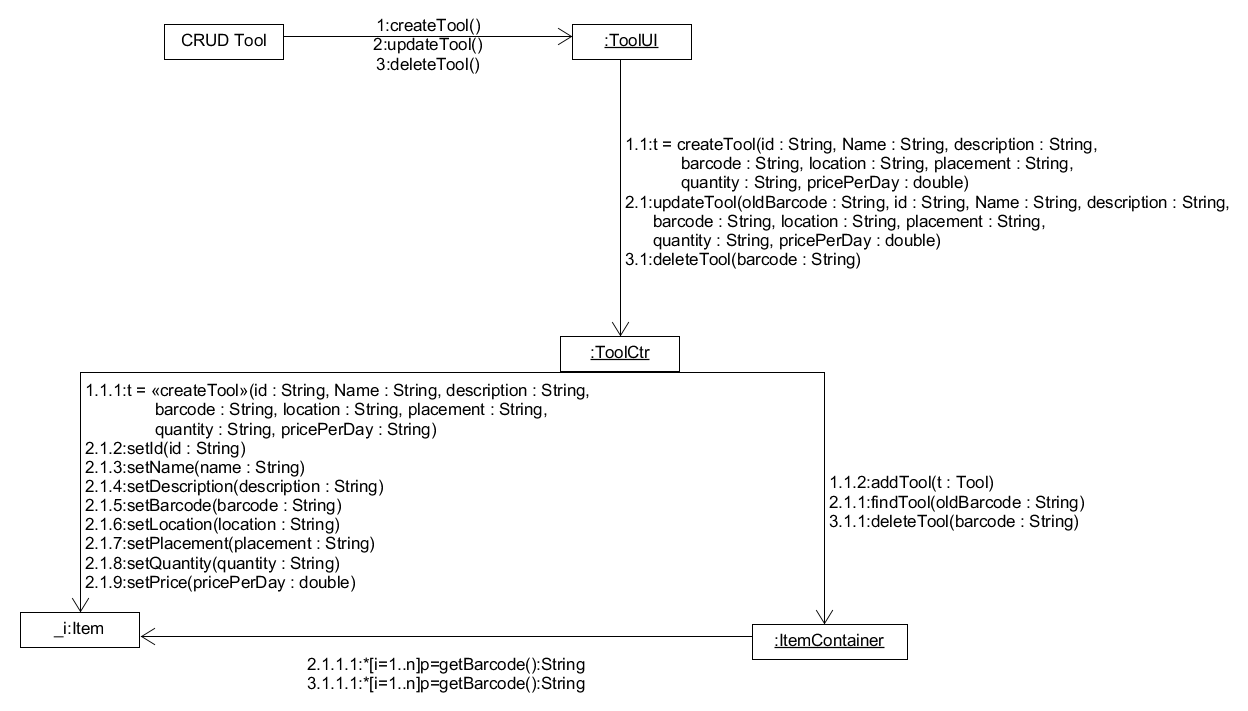 CRUD Tool
1:createTool()
2:updateTool()
3:deleteTool()
:ToolUI
1.1:t = createTool(id : String, Name : String, description : String,
barcode : String, location : String, placement : String,
quantity : String, pricePerDay : double)
2.1:updateTool(oldBarcode : String, id : String, Name : String, description : String,
barcode : String, location : String, placement : String,
quantity : String, pricePerDay : double)
3.1:deleteTool(barcode : String)
:ToolCtr
1.1.1:t = «createTool»(id : String, Name : String, description : String,
barcode : String, location : String, placement : String,
quantity : String, pricePerDay : String)
2.1.2:setId(id : String)
2.1.3:setName(name : String)
2.1.4:setDescription(description : String)
2.1.5:setBarcode(barcode : String)
2.1.6:setLocation(location : String)
2.1.7:setPlacement(placement : String)
2.1.8:setQuantity(quantity : String)
2.1.9:setPrice(pricePerDay : double)
1.1.2:addTool(t : Tool)
2.1.1:findTool(oldBarcode : String)
3.1.1:deleteTool(barcode : String)
_i:Item
:ItemContainer
2.1.1.1:*[i=1..n]p=getBarcode():String
3.1.1.1:*[i=1..n]p=getBarcode():String